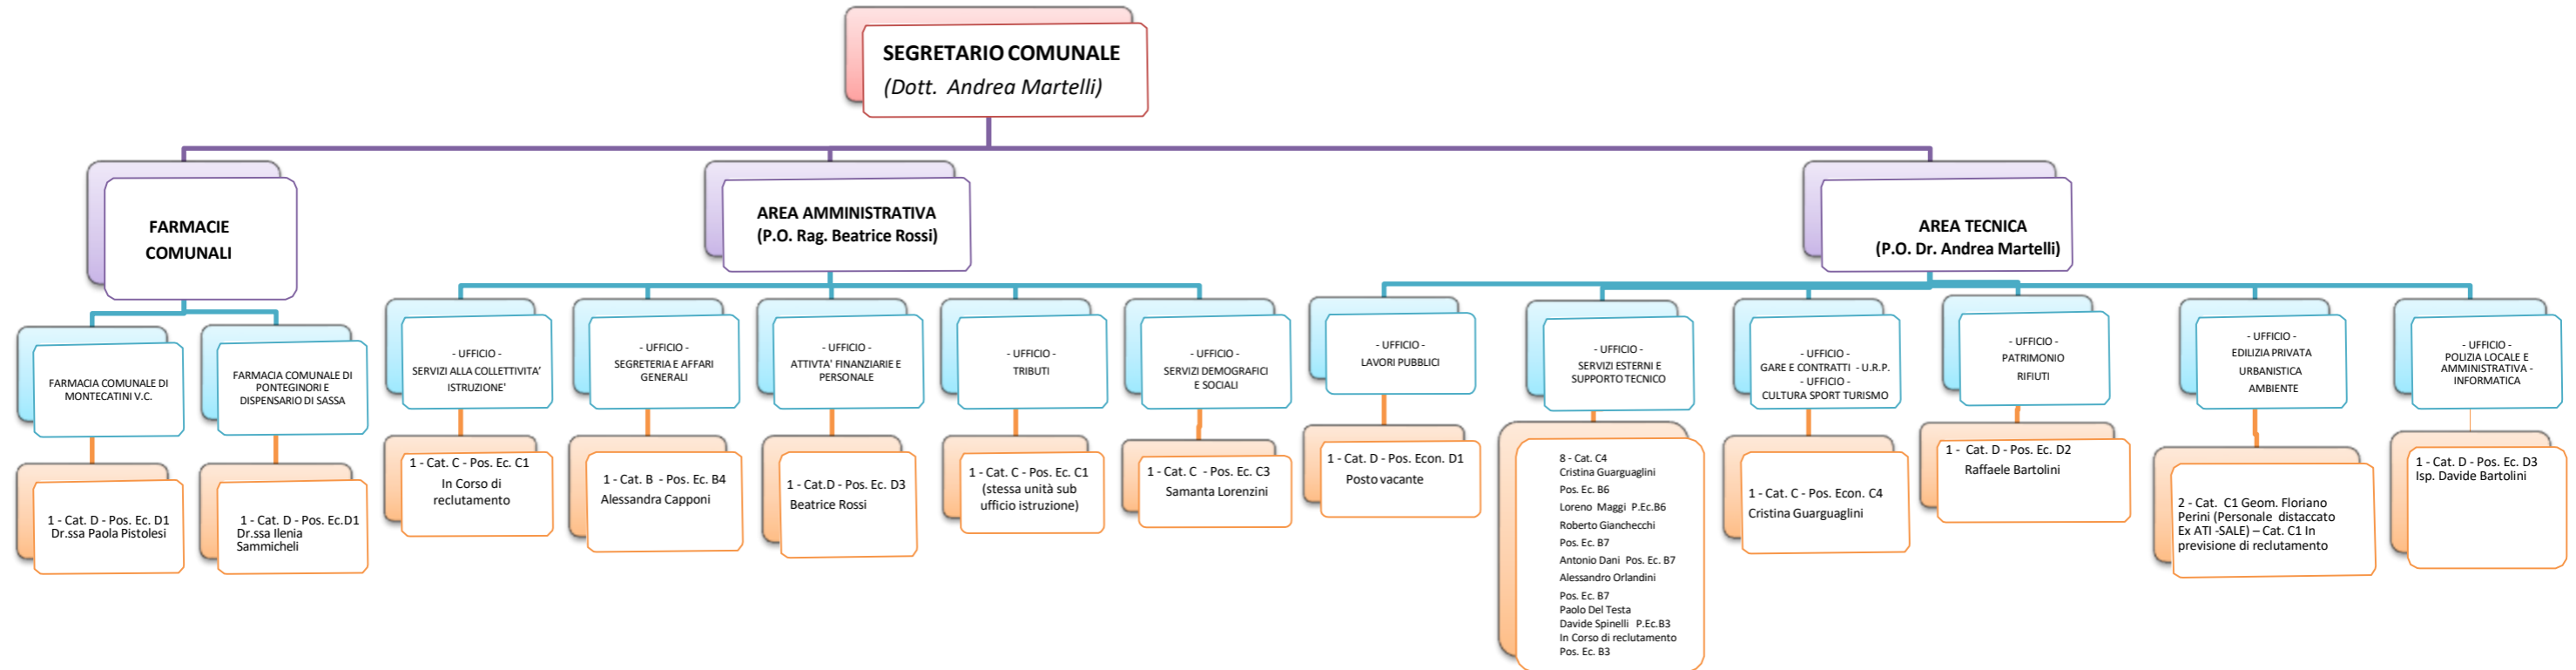 SEGRETARIO COMUNALE
(Dott. Andrea Martelli)
FARMACIE
COMUNALI
AREA AMMINISTRATIVA
(P.O. Rag. Beatrice Rossi)
AREA TECNICA
(P.O. Dr. Andrea Martelli)
FARMACIA COMUNALE DI
MONTECATINI V.C.
FARMACIA COMUNALE DI
PONTEGINORI E
DISPENSARIO DI SASSA
- UFFICIO -
SERVIZI ALLA COLLETTIVITA'
ISTRUZIONE'
- UFFICIO -
SEGRETERIA E AFFARI
GENERALI
- UFFICIO -
ATTIVTA' FINANZIARIE E
PERSONALE
- UFFICIO -
TRIBUTI
- UFFICIO -
SERVIZI DEMOGRAFICI
E SOCIALI
- UFFICIO -
LAVORI PUBBLICI
- UFFICIO -
SERVIZI ESTERNI E
SUPPORTO TECNICO
- UFFICIO -
GARE E CONTRATTI - U.R.P.
- UFFICIO -
CULTURA SPORT TURISMO
- UFFICIO -
PATRIMONIO
RIFIUTI
- UFFICIO -
EDILIZIA PRIVATA
URBANISTICA
AMBIENTE
- UFFICIO -
POLIZIA LOCALE E
AMMINISTRATIVA -
INFORMATICA
1 - Cat. D - Pos. Ec. D1
Dr.ssa Paola Pistolesi
1 - Cat. D - Pos. Ec.D1
Dr.ssa Ilenia
Sammicheli
1 - Cat. C - Pos. Ec. C1
In Corso di
reclutamento
1 - Cat. B - Pos. Ec. B4
Alessandra Capponi
1 - Cat.D - Pos. Ec. D3
Beatrice Rossi
1 - Cat. C - Pos. Ec. C1
(stessa unità sub
ufficio istruzione)
1 - Cat. C - Pos. Ec. C3
Samanta Lorenzini
1 - Cat. D - Pos. Econ. D1
Posto vacante
8 - Cat. C4
Cristina Guarguaglini
Pos. Ec. B6
Loreno Maggi P.Ec.B6
Roberto Gianchecchi
Pos. Ec. B7
Antonio Dani Pos. Ec. B7
Alessandro Orlandini
Pos. Ec. B7
Paolo Del Testa
Davide Spinelli P.Ec.B3
In Corso di reclutamento
Pos. Ec. B3
1 - Cat. C - Pos. Econ. C4
Cristina Guarguaglini
1 - Cat. D - Pos. Ec. D2
Raffaele Bartolini
2 - Cat. C1 Geom. Floriano
Perini (Personale distaccato
Ex ATI -SALE) – Cat. C1 In
previsione di reclutamento
1 - Cat. D - Pos. Ec. D3
Isp. Davide Bartolini